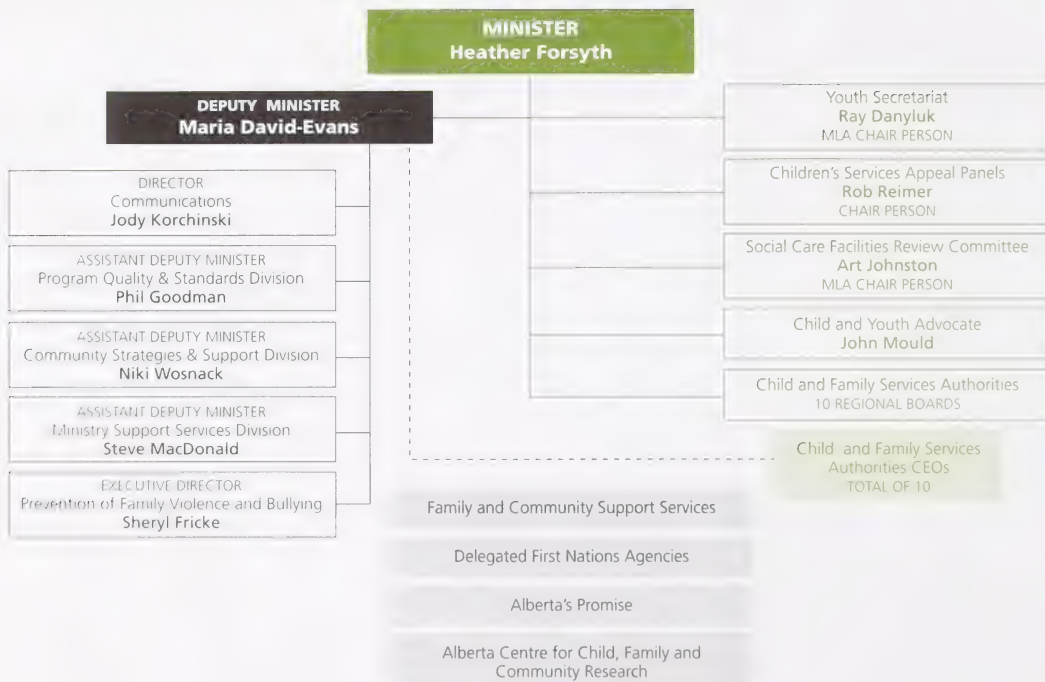 MINISTER
Heather Forsyth
DEPUTY MINISTER
Maria David-Evans
DIRECTOR
Communications
Jody Korchinski
ASSISTANT DEPUTY MINISTER
Program Quality & Standards Division
Phil Goodman
ASSISTANT DEPUTY MINISTER
Community Strategies & Support Division
Niki Wosnack
ASSISTANT DEPUTY MINISTER
Ministry Support Services Division
Steve MacDonald
EXECUTIVE DIRECTOR
Prevention of Family Violence and Bullying
Sheryl Fricke
Youth Secretariat
Ray Danyluk
MLA CHAIR PERSON
Children's Services Appeal Panels
Rob Reimer
CHAIR PERSON
Social Care Facilities Review Committee
Art Johnston
MLA CHAIR PERSON
Child and Youth Advocate
John Mould
Child and Family Services Authorities
10 REGIONAL BOARDS
Child and Family Services
Authorities CEOs
TOTAL OF 10
Family and Community Support Services
Delegated First Nations Agencies
Alberta's Promise
Alberta Centre for Child, Family and
Community Research